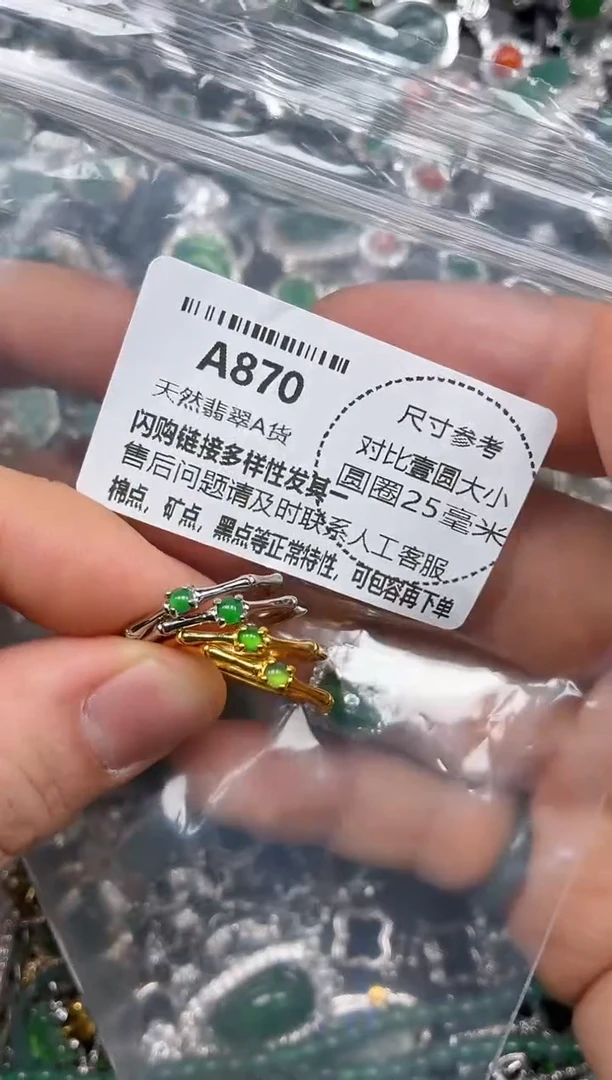 A870
天然翡翠A货
闪购链接多样性发其一
售后问题请及时联系人工客服
棉点,矿点,黑点等正常特性,可包容再下单
尺寸参考
对比壹圆大小
圆圈25毫米